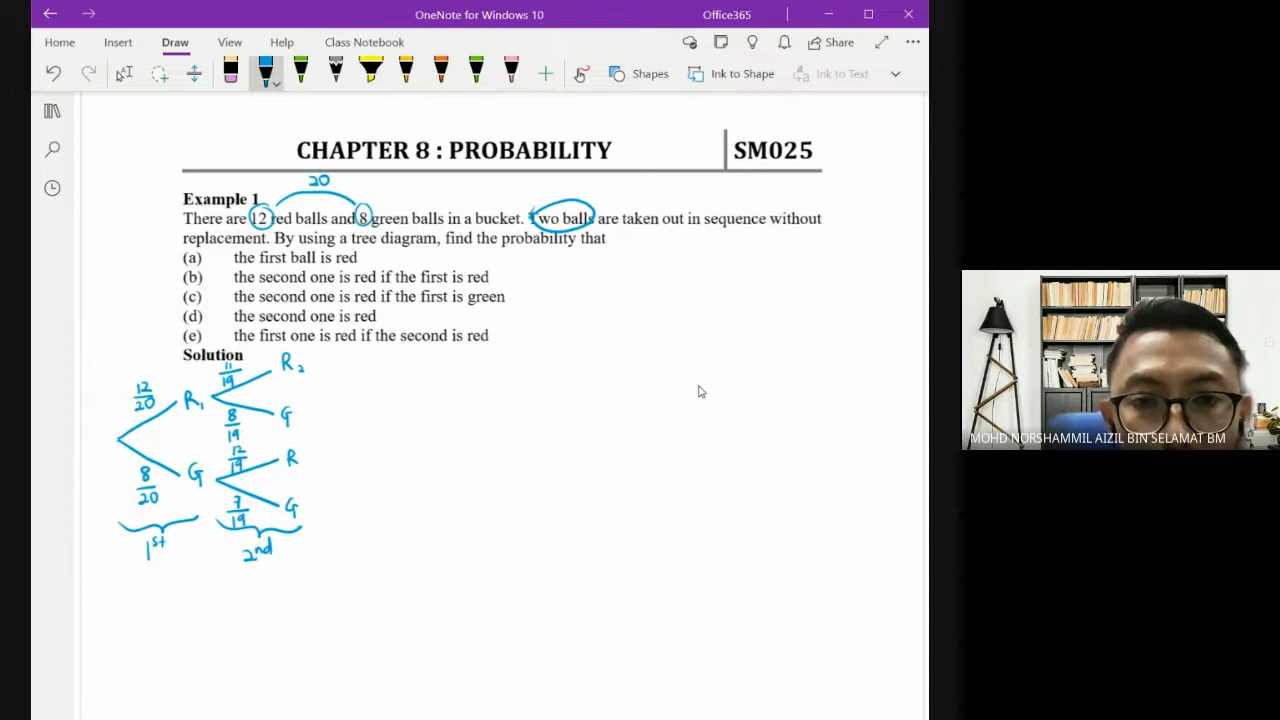 OneNote for Windows 10
Office365
Home Insert Draw View Help Class Notebook
Share
Shapes
Ink to Shape
Ink to Text
CHAPTER 8 : PROBABILITY
SM025
20
Example 1
There are 12 red balls and 8 green balls in a bucket. Two balls are taken out in sequence without
replacement. By using a tree diagram, find the probability that
(a) the first ball is red
(b) the second one is red if the first is red
(c) the second one is red if the first is green
(d) the second one is red
(e) the first one is red if the second is red
Solution
12/20 R₁
11/19 R₂
8/19 G
8/20 G
12/19 R
7/19 G
1st
2nd
MOHD NORSHAMMIL AIZIL BIN SELAMAT BM